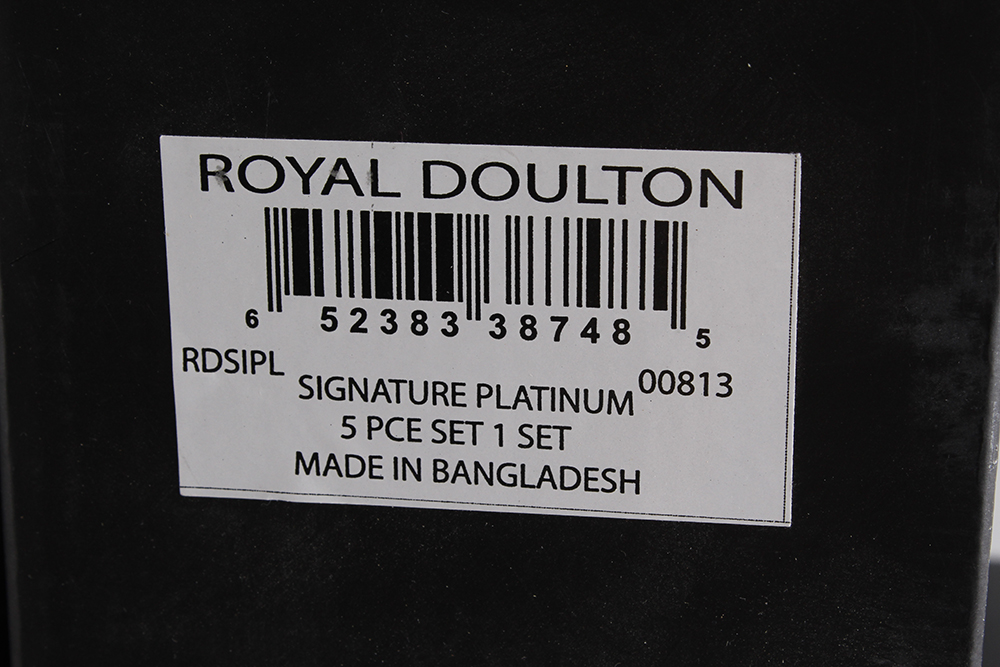 ROYAL DOULTON
6 52383 38748 5
RDSIPL 00813
SIGNATURE PLATINUM
5 PCE SET 1 SET
MADE IN BANGLADESH